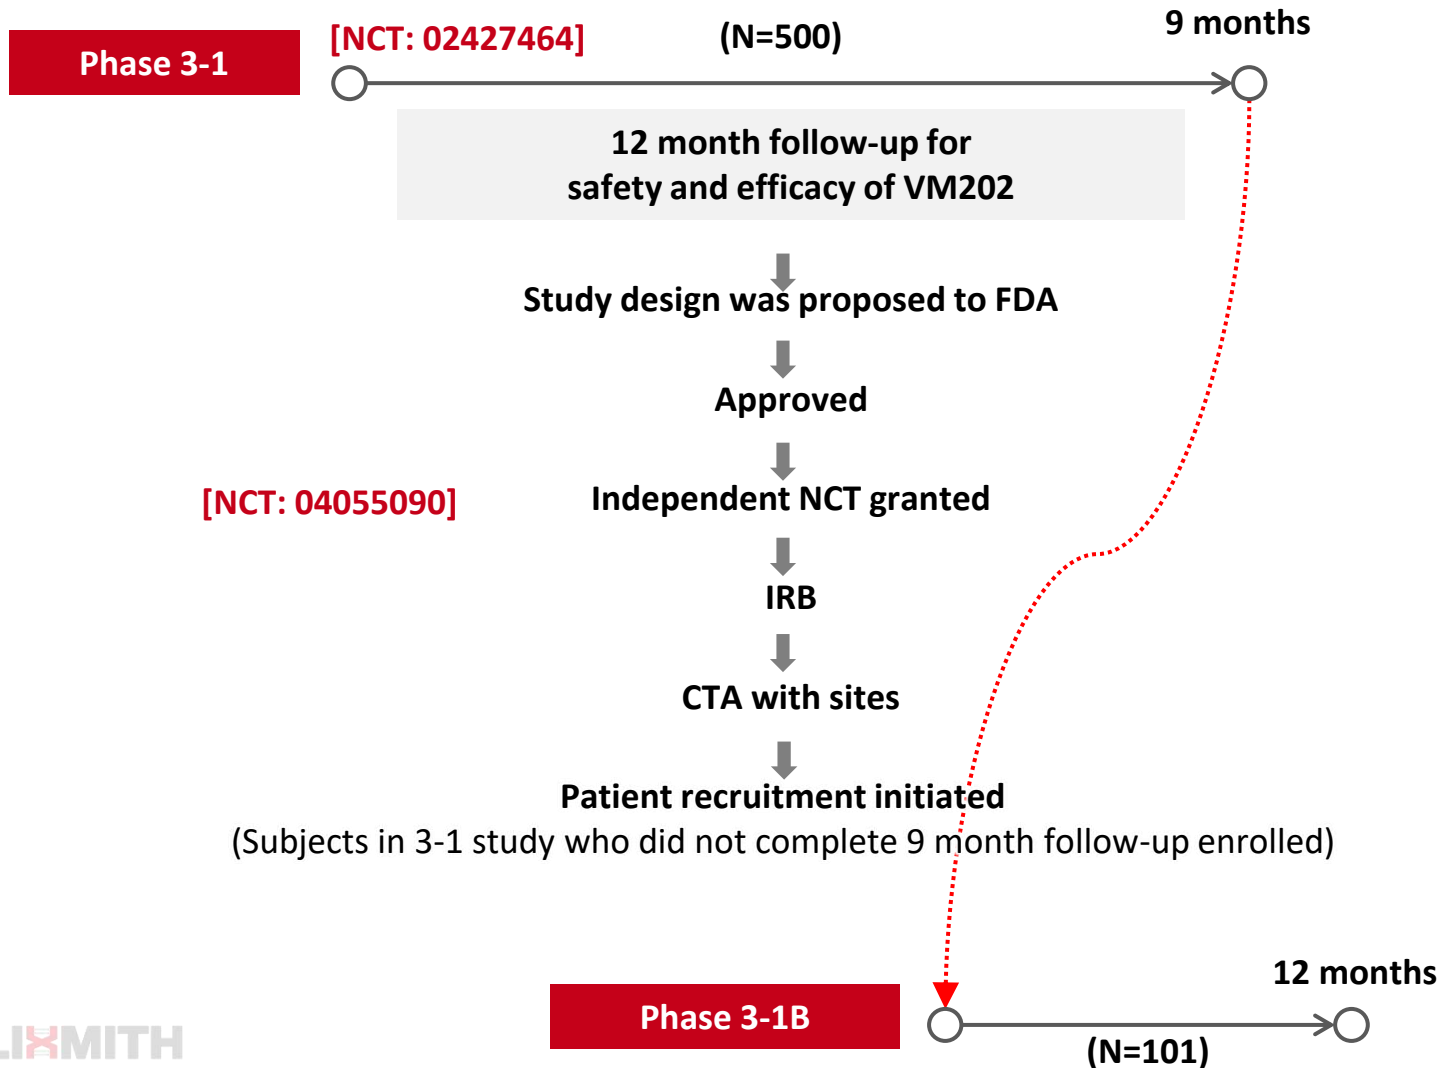 Phase 3-1
[NCT: 02427464]
(N=500)
9 months
12 month follow-up for
safety and efficacy of VM202
Study design was proposed to FDA
Approved
[NCT: 04055090]
Independent NCT granted
IRB
CTA with sites
Patient recruitment initiated
(Subjects in 3-1 study who did not complete 9 month follow-up enrolled)
12 months
Phase 3-1B
(N=101)
LIXMITH